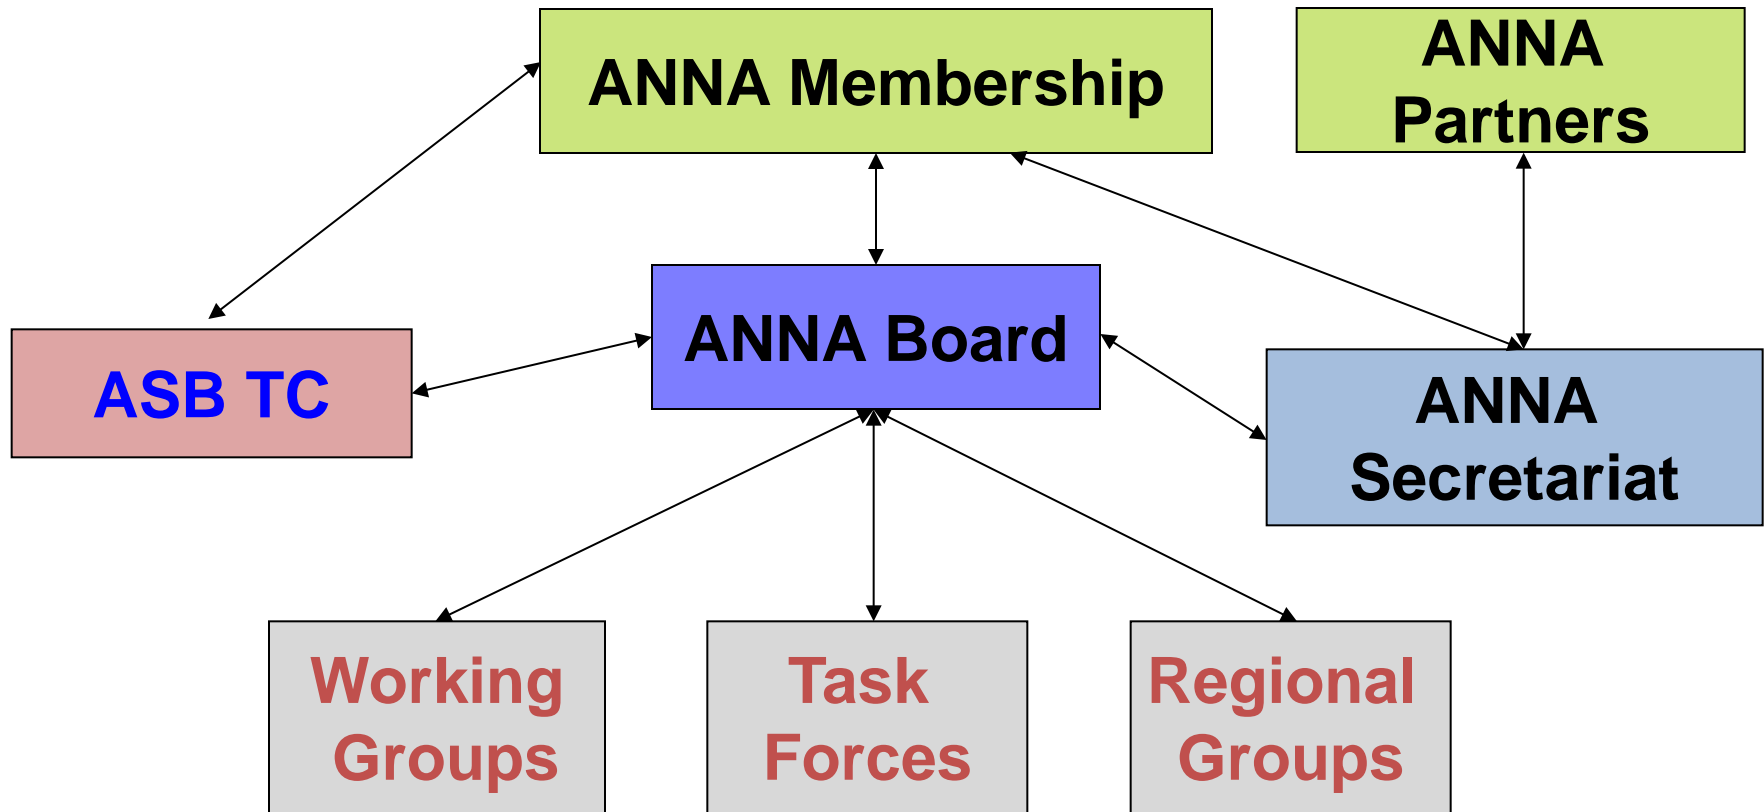 ANNA Membership
ANNA
Partners
ANNA Board
ASB TC
ANNA
Secretariat
Working
Groups
Task
Forces
Regional
Groups